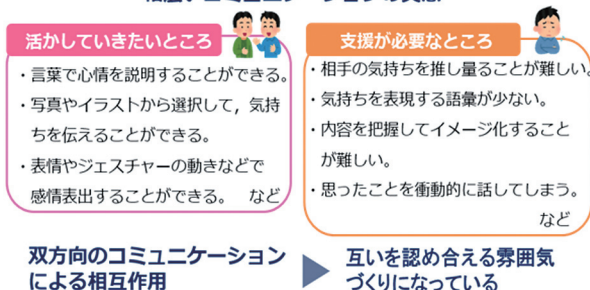 活かしていきたいところ
・言葉で心情を説明することができる。
・写真やイラストから選択して，気持
ちを伝えることができる。
・表情やジェスチャーの動きなどで
感情表出することができる。　など
支援が必要なところ
・相手の気持ちを推し量ることが難しい。
・気持ちを表現する語彙が少ない。
・内容を把握してイメージ化すること
が難しい。
・思ったことを衝動的に話してしまう。
など
双方向のコミュニケーション
による相互作用
互いを認め合える雰囲気
づくりになっている